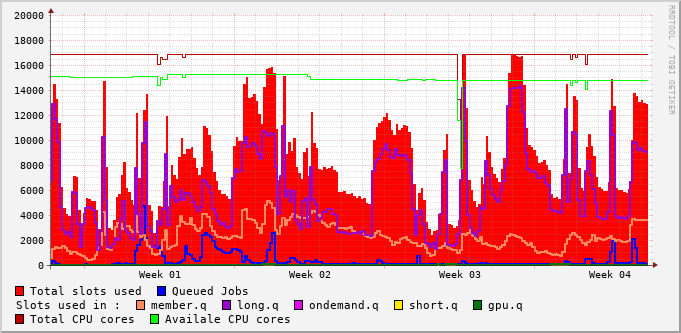 20000
18000
16000
14000
12000
10000
8000
6000
4000
2000
0
Week 01 Week 02 Week 03 Week 04
RRDTOOL / TOBI OETIKER
Total slots used Queued Jobs
Slots used in : member.q long.q ondemand.q short.q gpu.q
Total CPU cores Availale CPU cores